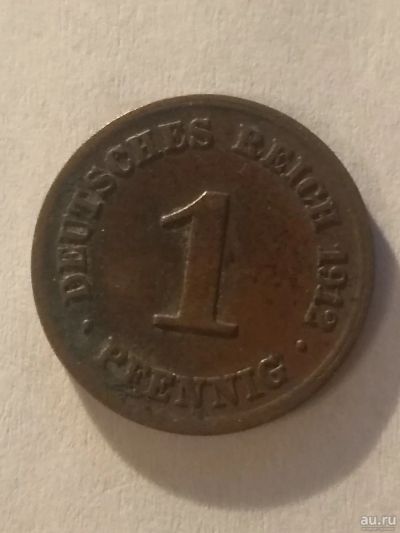 DEUTSCHES REICH 1912
1
· PFENNIG ·
au.ru